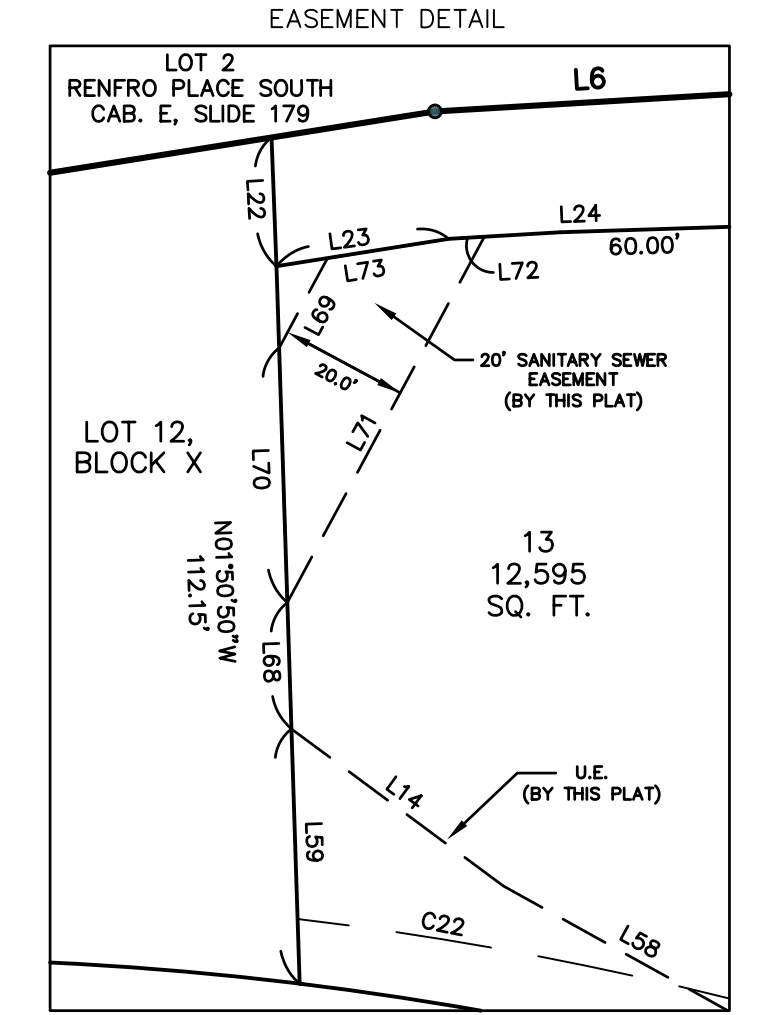 EASEMENT DETAIL
LOT 2
RENFRO PLACE SOUTH
CAB. E, SLIDE 179
L6
L22
L23
L24
L73
60.00'
L72
L69
20.0'
20' SANITARY SEWER
EASEMENT
(BY THIS PLAT)
LOT 12,
BLOCK X
L71
L70
N01°50'50"W
112.15'
13
12,595
SQ. FT.
L68
U.E.
(BY THIS PLAT)
L14
L59
C22
L58